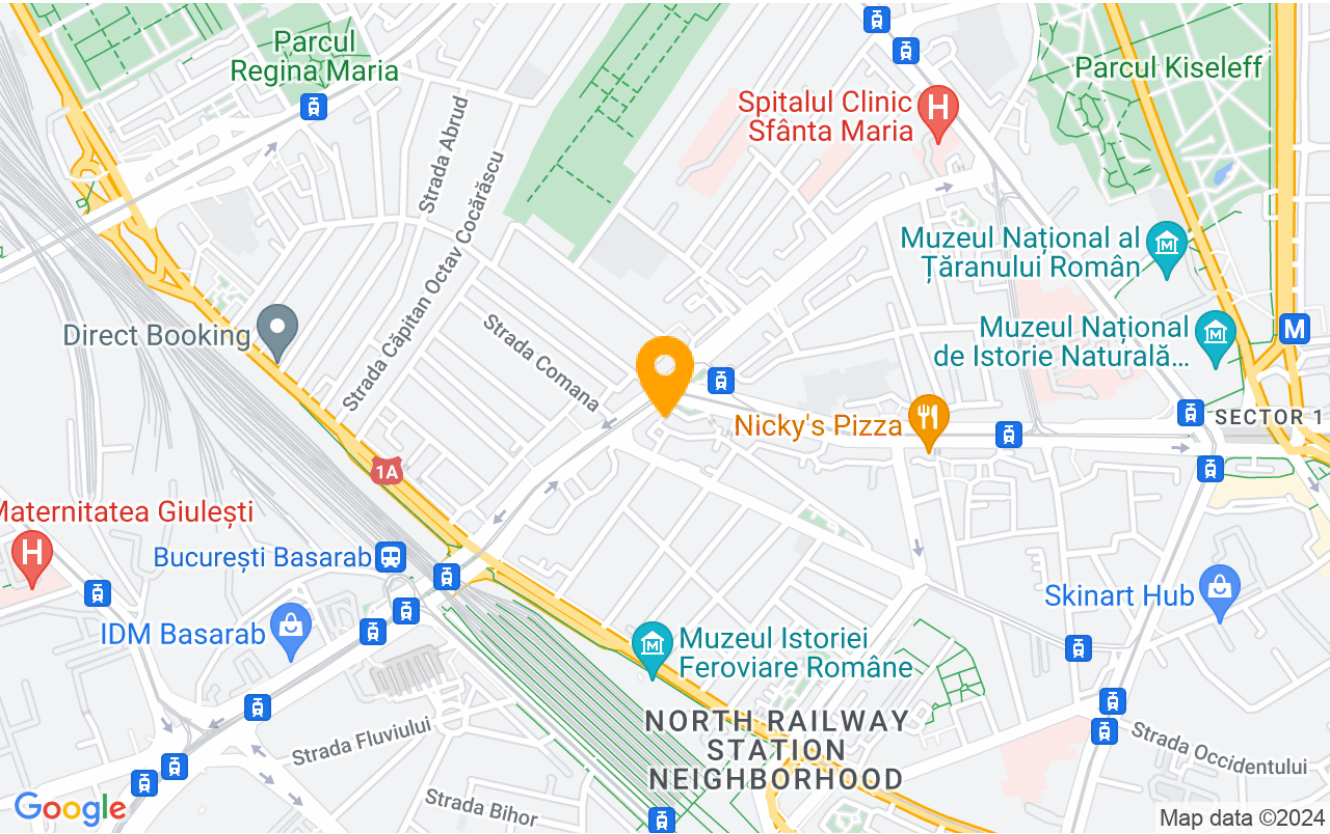 Parcul
Regina Maria
Parcul Kiseleff
Spitalul Clinic
Sfânta Maria
H
Strada Abrud
Strada Căpitan Octav Cocărăscu
Muzeul Național al
Țăranului Român
M
Direct Booking
Strada Comana
Muzeul Național
de Istorie Naturală...
M
M
Nicky's Pizza
SECTOR 1
1A
Maternitatea Giulești
H
București Basarab
Skinart Hub
IDM Basarab
Muzeul Istoriei
Feroviare Române
M
NORTH RAILWAY
STATION
NEIGHBORHOOD
Strada Fluviului
Strada Occidentului
Strada Bihor
Google
Map data ©2024